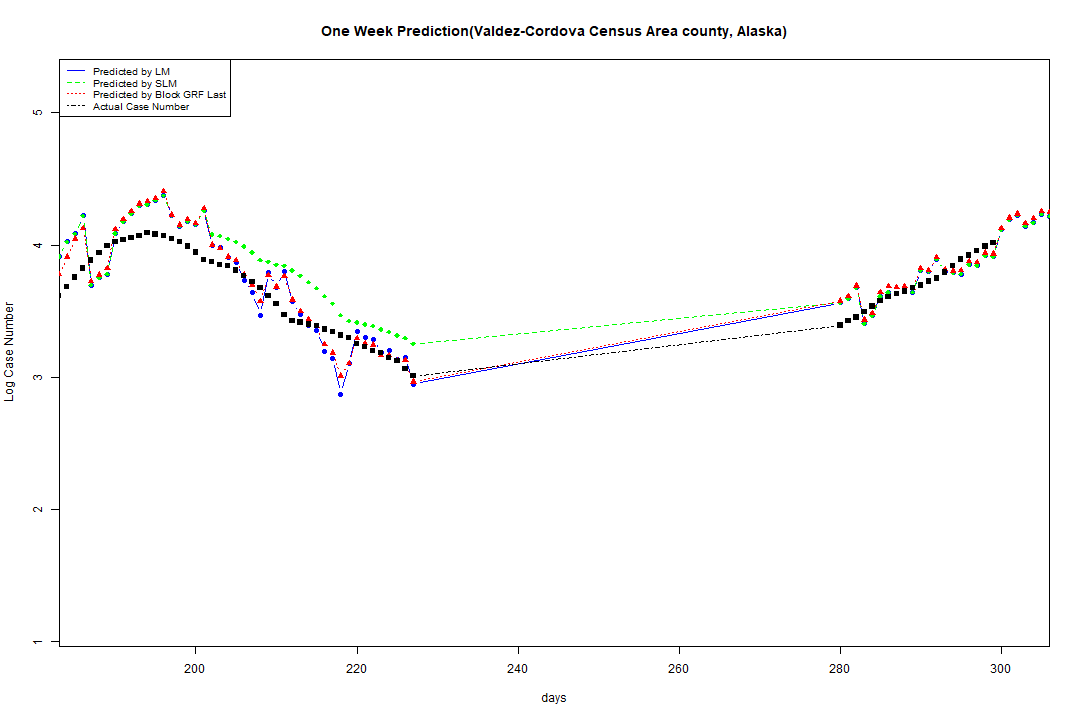 One Week Prediction(Valdez-Cordova Census Area county, Alaska)
Predicted by LM
Predicted by SLM
Predicted by Block GRF Last
Actual Case Number
5
4
3
2
1
Log Case Number
200
220
240
260
280
300
days